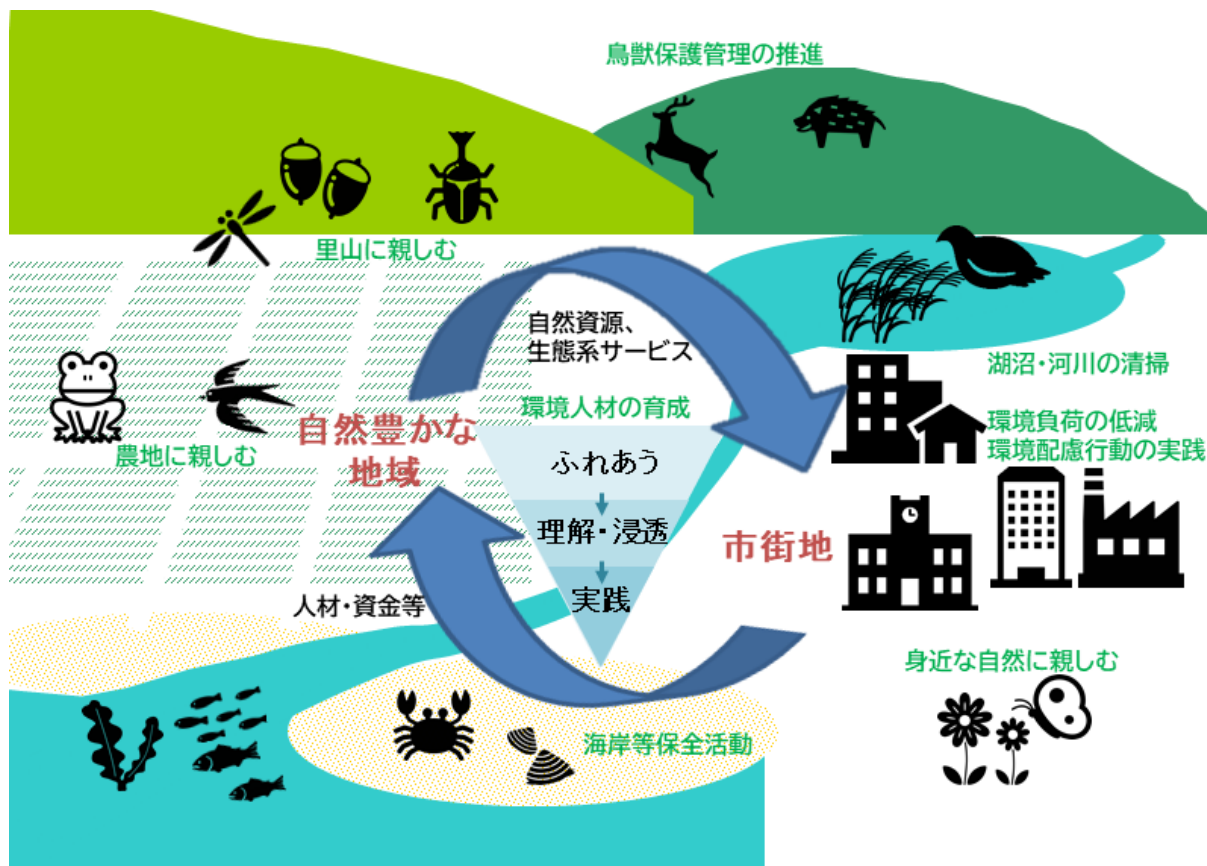 鳥獣保護管理の推進
里山に親しむ
自然資源、
生態系サービス
湖沼・河川の清掃
環境人材の育成
環境負荷の低減
環境配慮行動の実践
自然豊かな
地域
農地に親しむ
ふれあう
理解・浸透
実践
市街地
人材・資金等
身近な自然に親しむ
海岸等保全活動